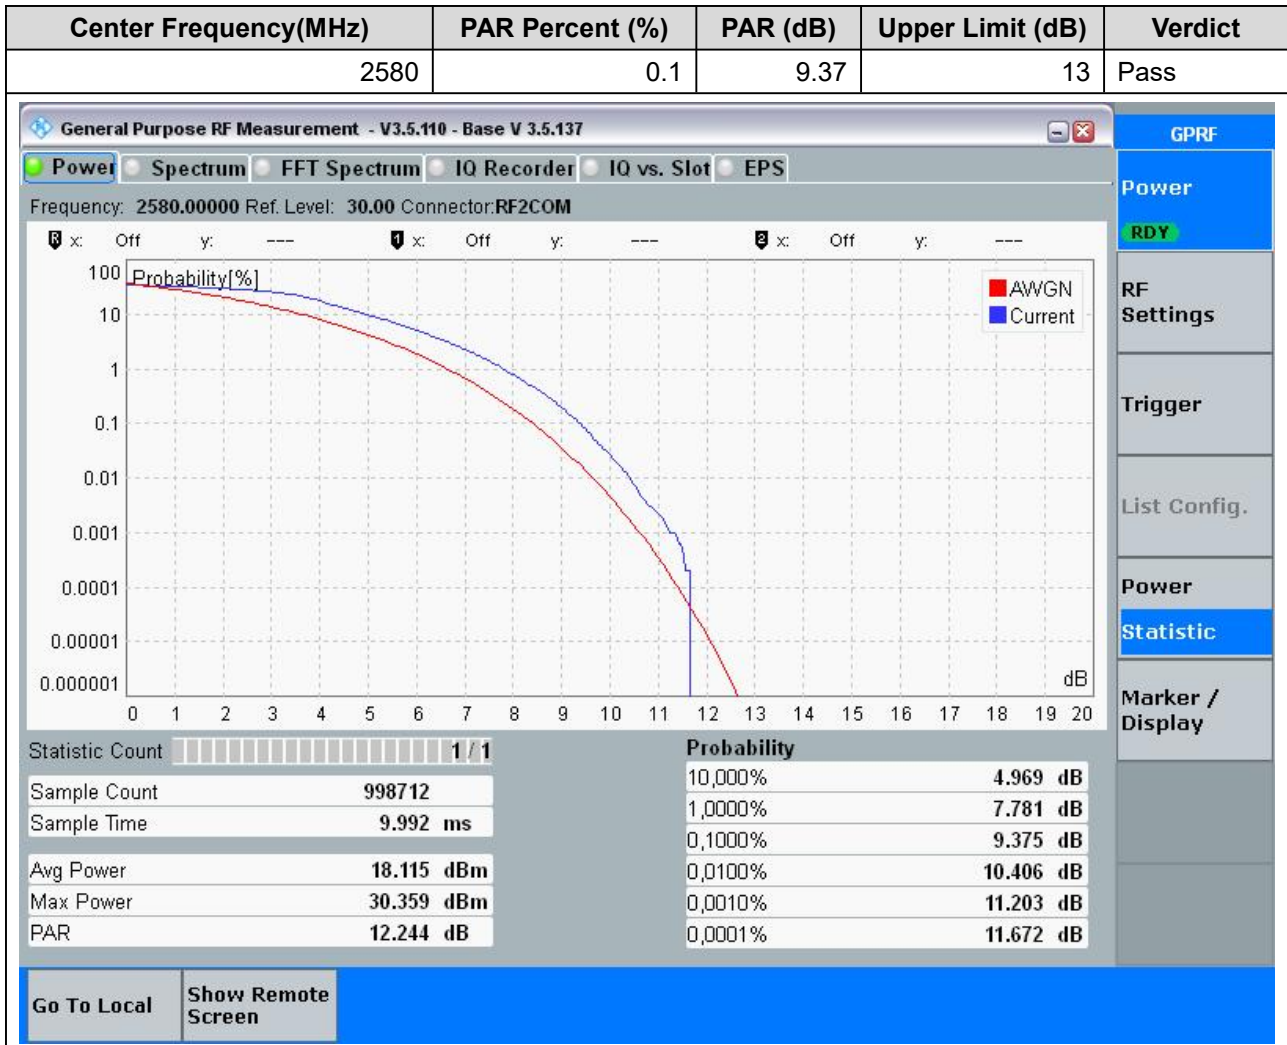 Center Frequency(MHz) PAR Percent (%) PAR (dB) Upper Limit (dB) Verdict
2580 0.1 9.37 13 Pass
General Purpose RF Measurement - V3.5.110 - Base V 3.5.137
GPRF
Power Spectrum FFT Spectrum IQ Recorder IQ vs. Slot EPS
Frequency: 2580.00000 Ref. Level: 30.00 Connector:RF2COM
R x: Off y: --- 1 x: Off y: --- 2 x: Off y: ---
Power
RDY
RF
Settings
Trigger
List Config.
Power
Statistic
Marker /
Display
Probability[%]
AWGN
Current
100
10
1
0.1
0.01
0.001
0.0001
0.00001
0.000001
dB
0 1 2 3 4 5 6 7 8 9 10 11 12 13 14 15 16 17 18 19 20
Statistic Count 1 / 1
Sample Count 998712
Sample Time 9.992 ms
Avg Power 18.115 dBm
Max Power 30.359 dBm
PAR 12.244 dB
Probability
10,000% 4.969 dB
1,0000% 7.781 dB
0,1000% 9.375 dB
0,0100% 10.406 dB
0,0010% 11.203 dB
0,0001% 11.672 dB
Go To Local
Show Remote
Screen